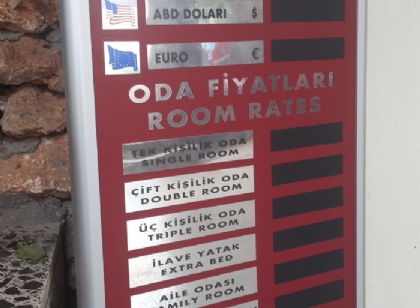 ABD DOLARI $
EURO €
ODA FİYATLARI
ROOM RATES
TEK KİŞİLİK ODA
SINGLE ROOM
ÇİFT KİŞİLİK ODA
DOUBLE ROOM
ÜÇ KİŞİLİK ODA
TRIPLE ROOM
İLAVE YATAK
EXTRA BED
AİLE ODASI
FAMILY ROOM